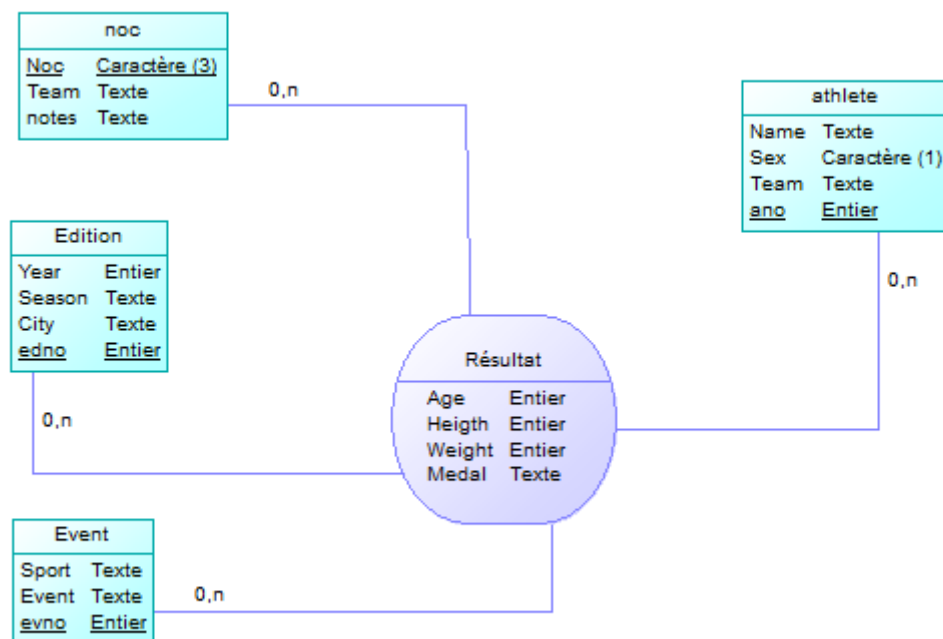 noc
Noc Caractère (3)
Team Texte
notes Texte
0,n
athlete
Name Texte
Sex Caractère (1)
Team Texte
ano Entier
0,n
Edition
Year Entier
Season Texte
City Texte
edno Entier
0,n
Résultat
Age Entier
Heigth Entier
Weight Entier
Medal Texte
Event
Sport Texte
Event Texte
evno Entier
0,n